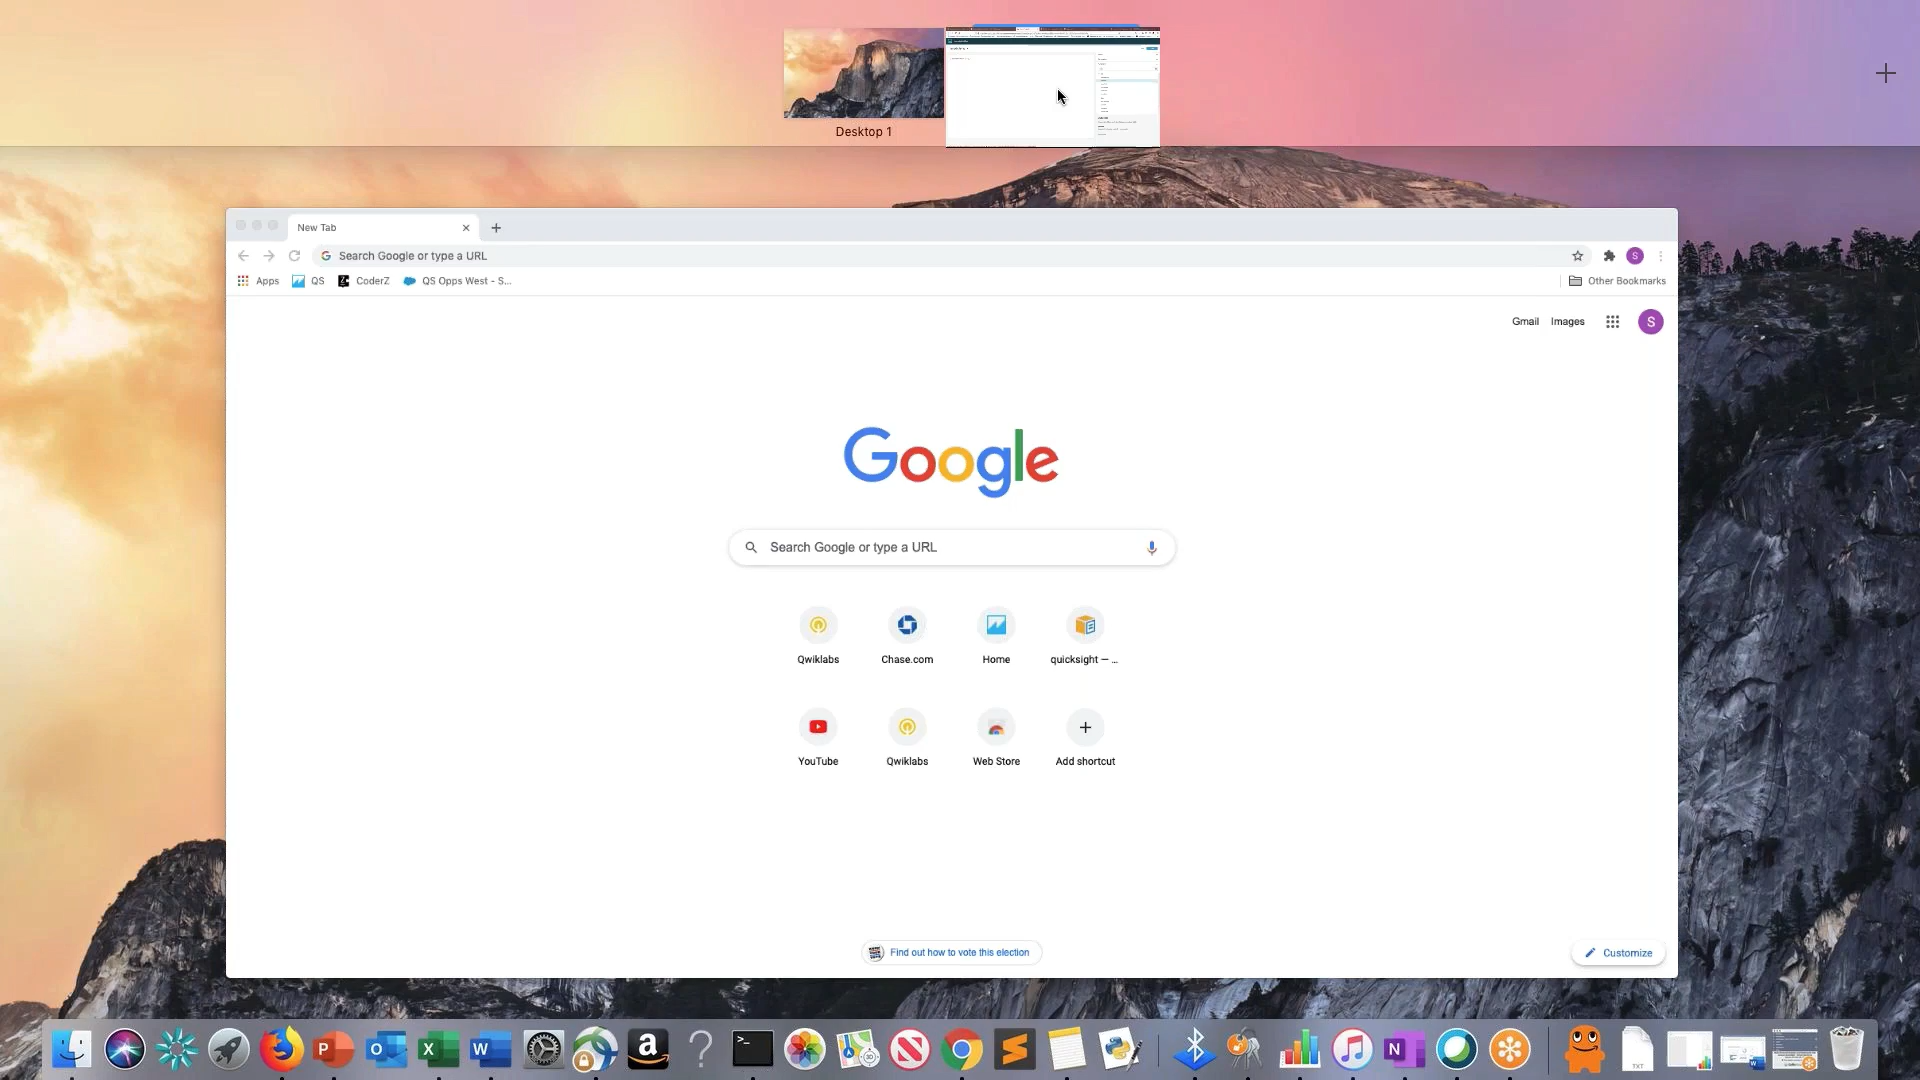 Desktop 1
New Tab
Search Google or type a URL
Apps QS CoderZ QS Opps West - S...
Other Bookmarks
Gmail Images S
Google
Search Google or type a URL
Qwiklabs Chase.com Home quicksight — ...
YouTube Qwiklabs Web Store Add shortcut
Find out how to vote this election
Customize